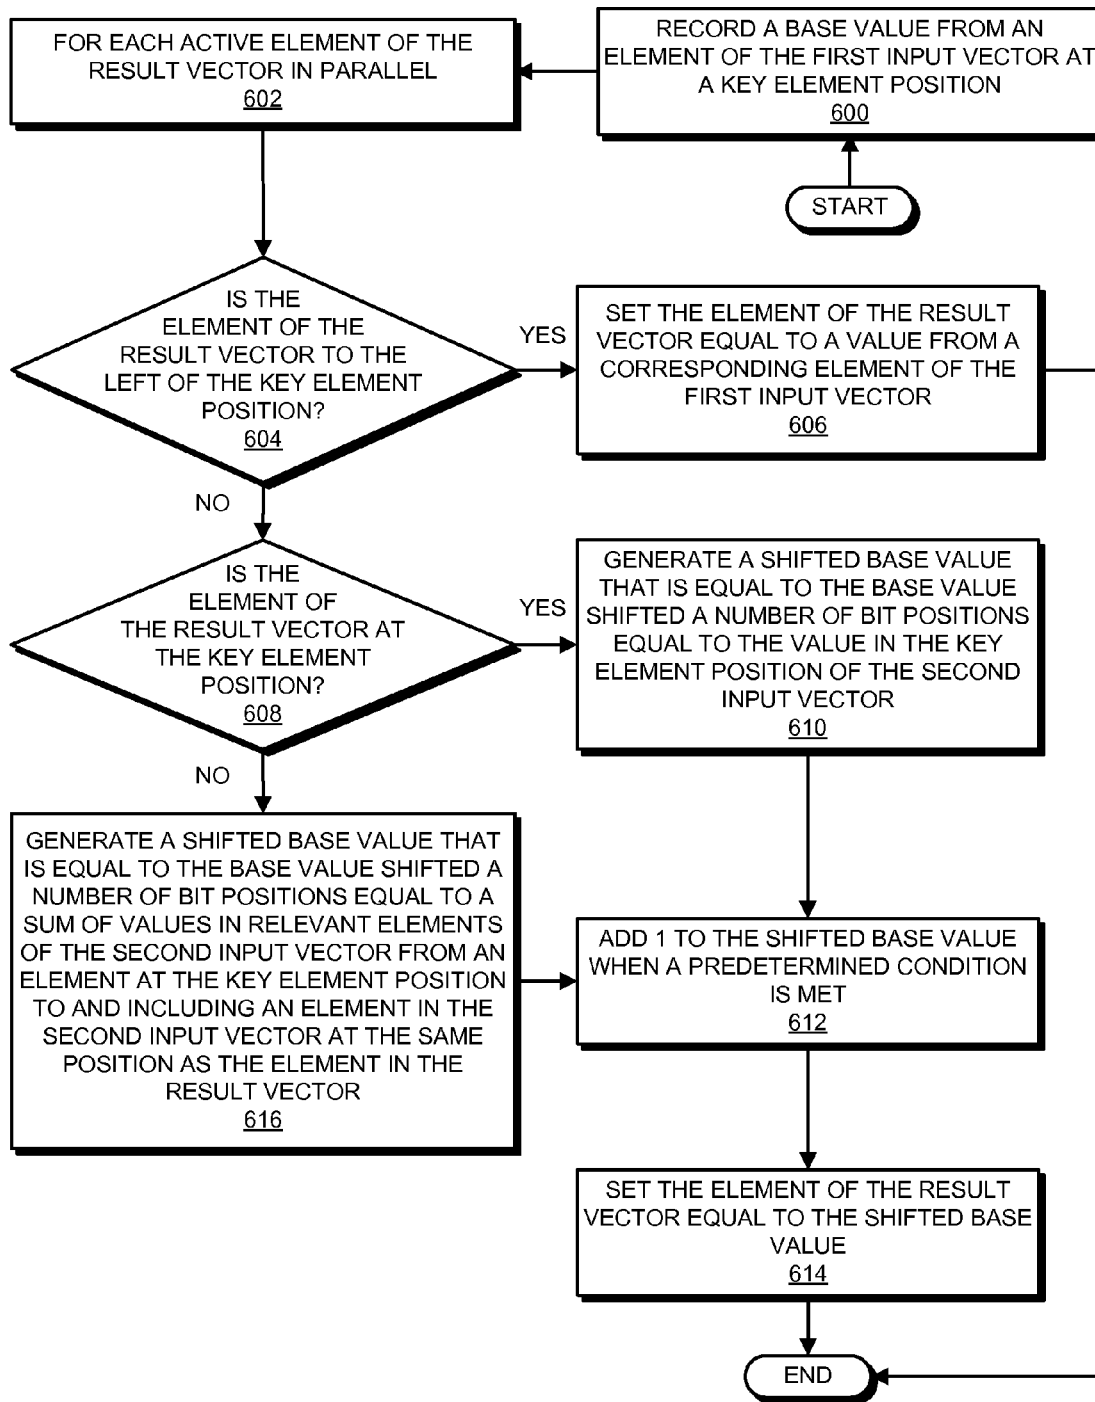 RECORD A BASE VALUE FROM AN
ELEMENT OF THE FIRST INPUT VECTOR AT
A KEY ELEMENT POSITION
600
START
FOR EACH ACTIVE ELEMENT OF THE
RESULT VECTOR IN PARALLEL
602
IS THE
ELEMENT OF THE
RESULT VECTOR TO THE
LEFT OF THE KEY ELEMENT
POSITION?
604
YES
SET THE ELEMENT OF THE RESULT
VECTOR EQUAL TO A VALUE FROM A
CORRESPONDING ELEMENT OF THE
FIRST INPUT VECTOR
606
NO
IS THE
ELEMENT OF
THE RESULT VECTOR AT
THE KEY ELEMENT
POSITION?
608
YES
GENERATE A SHIFTED BASE VALUE
THAT IS EQUAL TO THE BASE VALUE
SHIFTED A NUMBER OF BIT POSITIONS
EQUAL TO THE VALUE IN THE KEY
ELEMENT POSITION OF THE SECOND
INPUT VECTOR
610
NO
GENERATE A SHIFTED BASE VALUE THAT
IS EQUAL TO THE BASE VALUE SHIFTED A
NUMBER OF BIT POSITIONS EQUAL TO A
SUM OF VALUES IN RELEVANT ELEMENTS
OF THE SECOND INPUT VECTOR FROM AN
ELEMENT AT THE KEY ELEMENT POSITION
TO AND INCLUDING AN ELEMENT IN THE
SECOND INPUT VECTOR AT THE SAME
POSITION AS THE ELEMENT IN THE
RESULT VECTOR
616
ADD 1 TO THE SHIFTED BASE VALUE
WHEN A PREDETERMINED CONDITION
IS MET
612
SET THE ELEMENT OF THE RESULT
VECTOR EQUAL TO THE SHIFTED BASE
VALUE
614
END